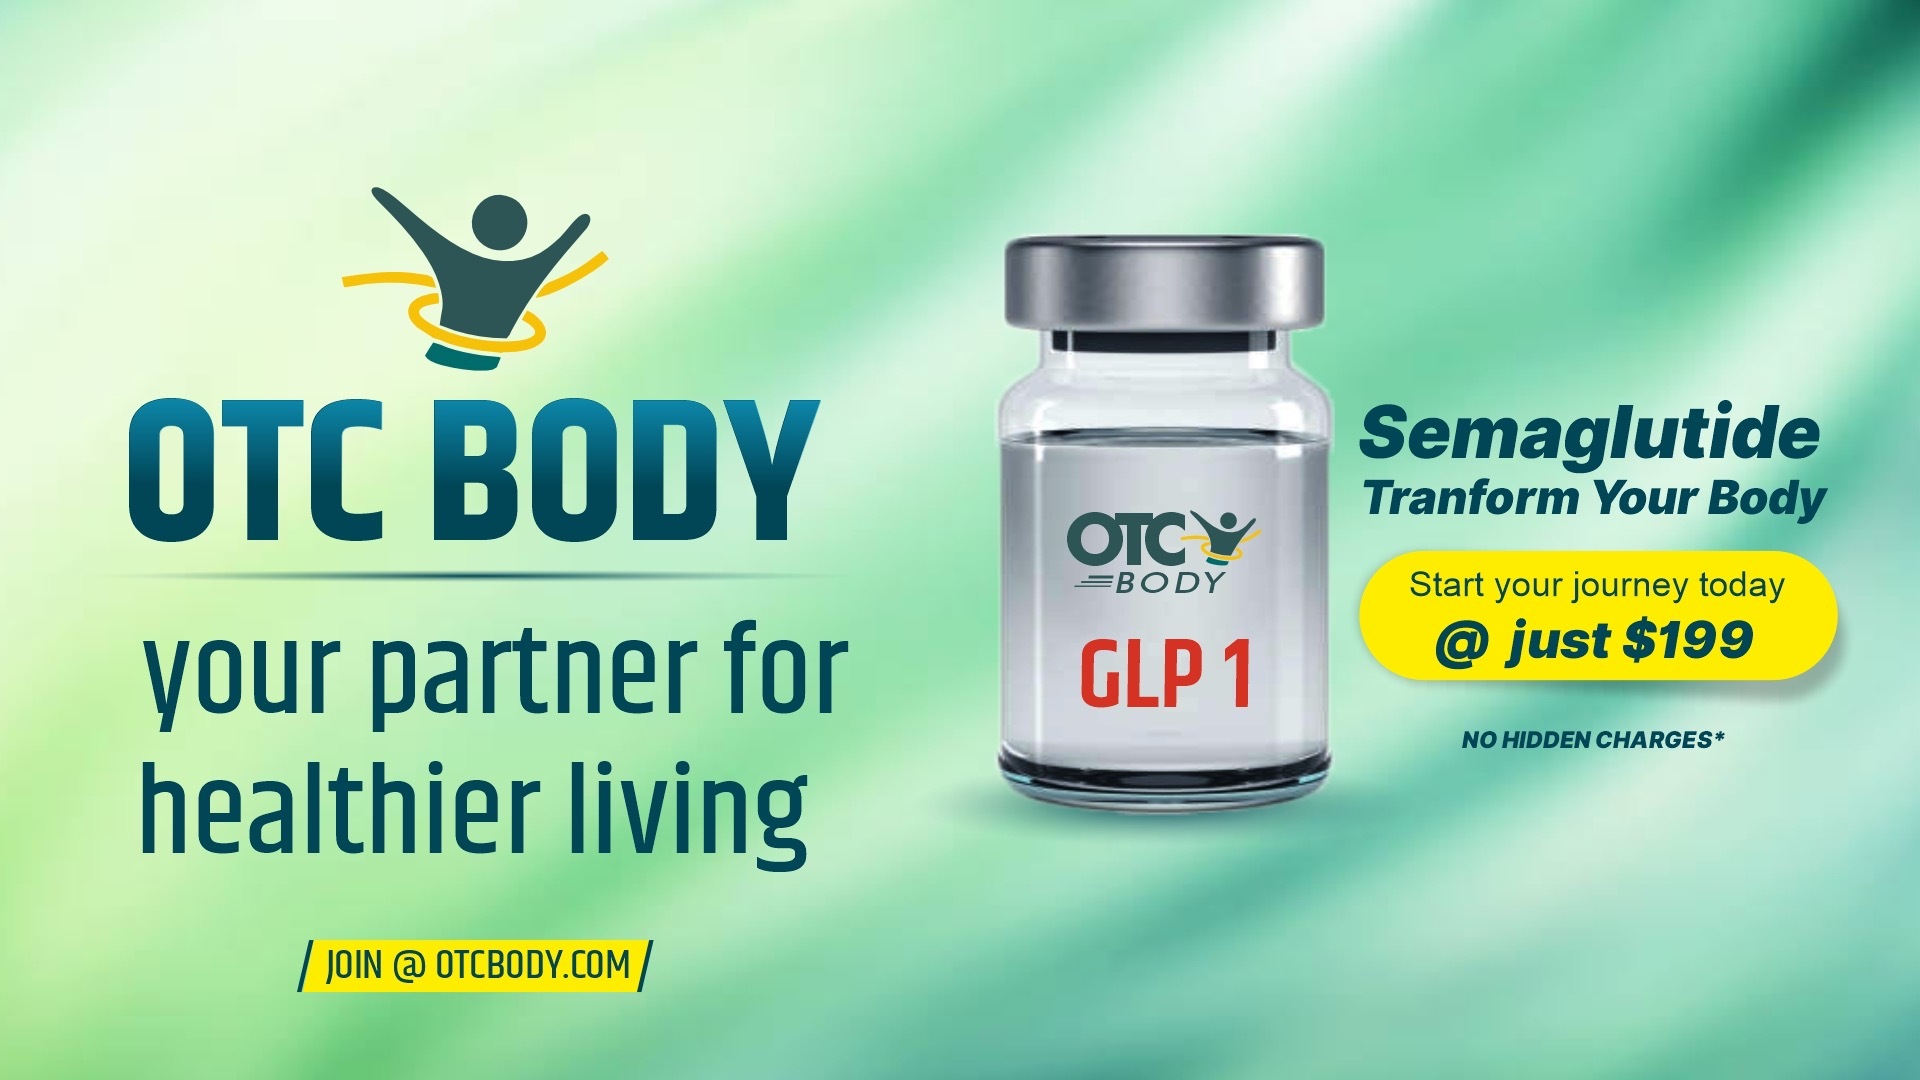 OTC BODY
your partner for
healthier living
JOIN @ OTCBODY.COM
OTC
BODY
GLP 1
Semaglutide
Tranform Your Body
Start your journey today
@ just $199
NO HIDDEN CHARGES*